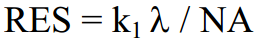 RES = k₁ λ / NA